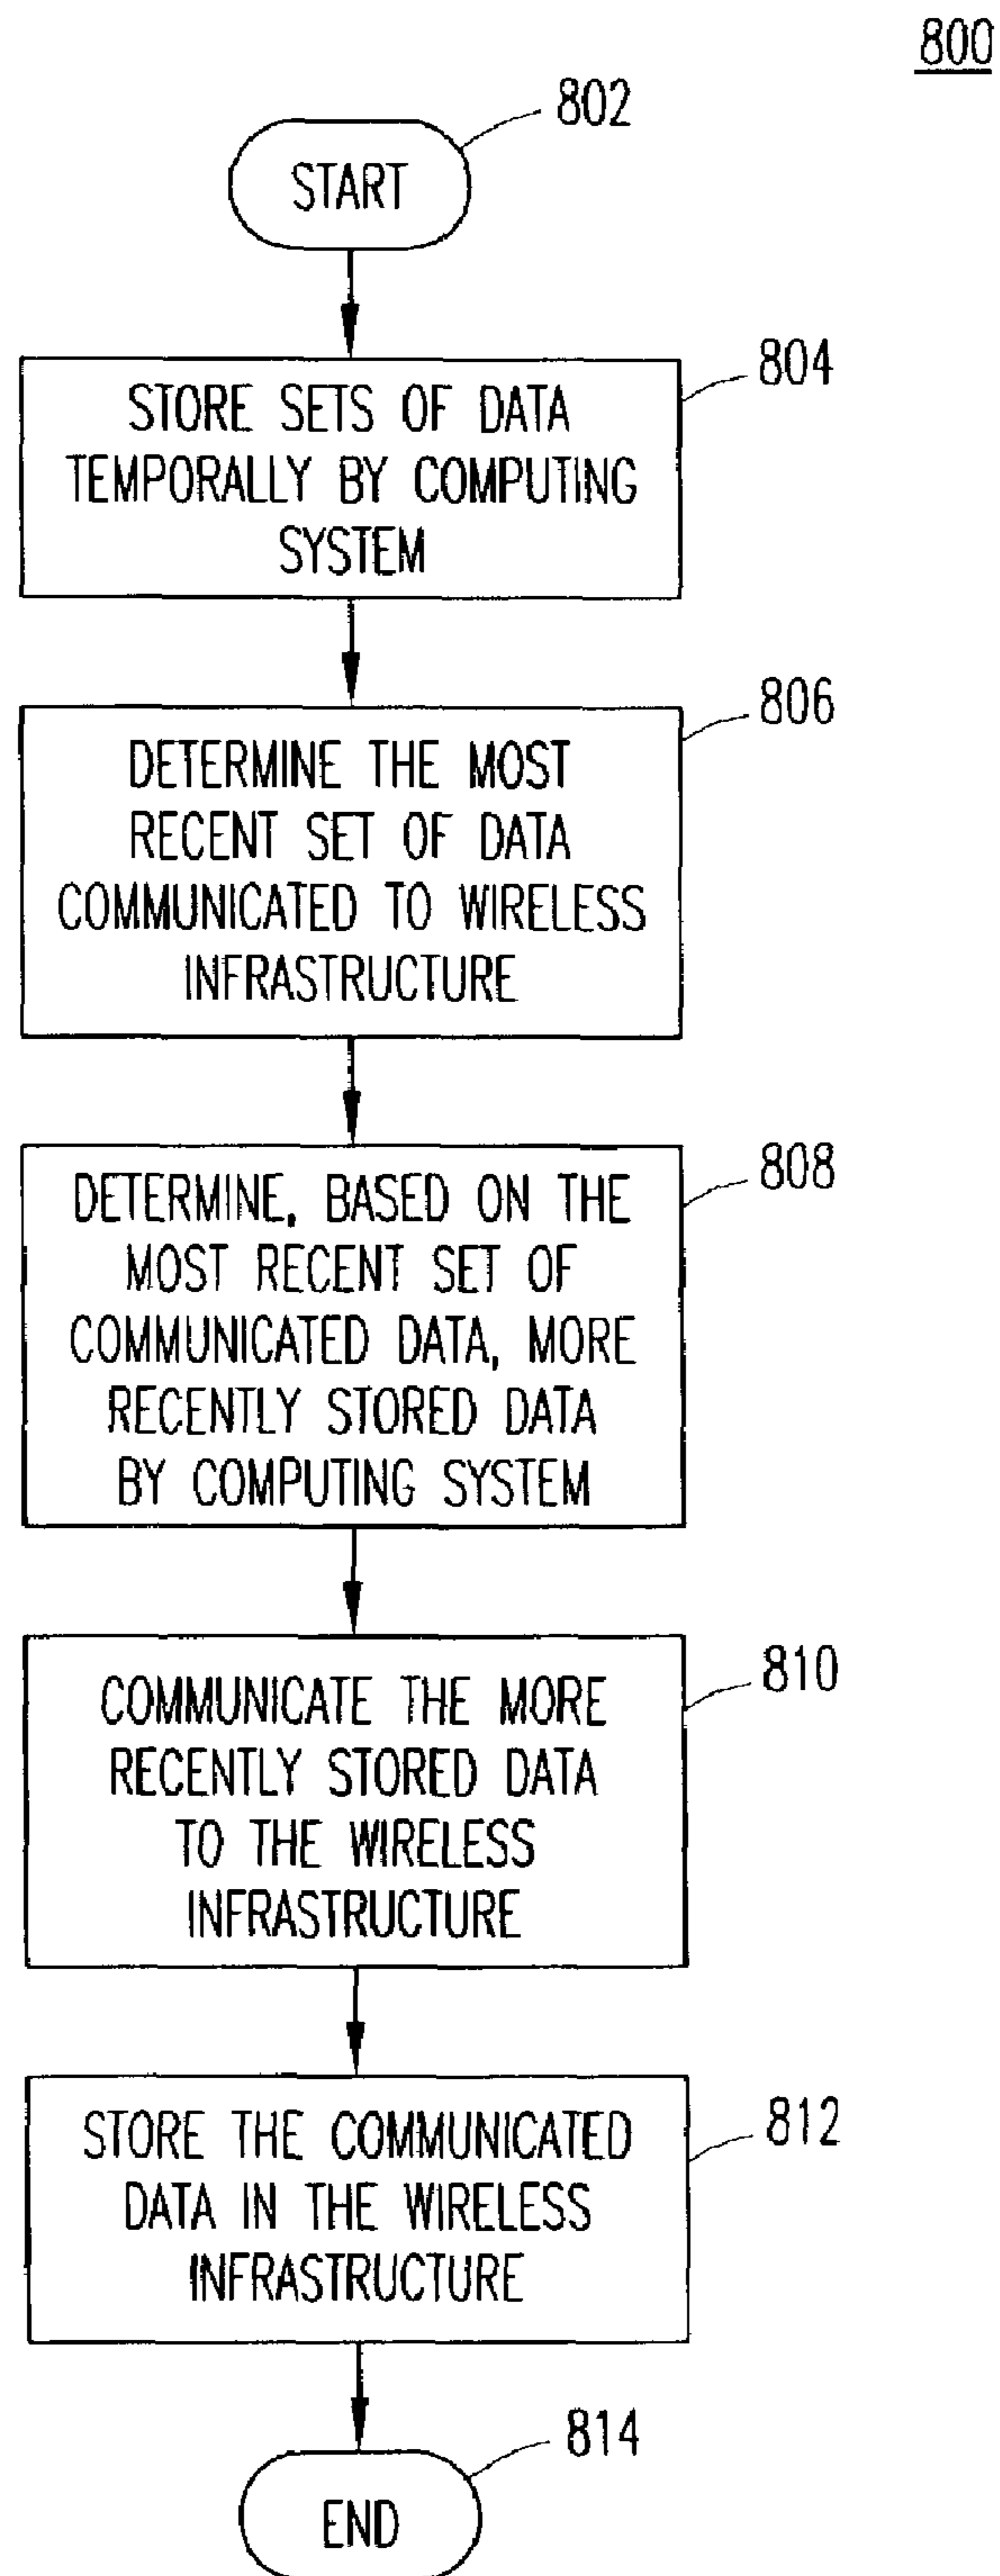 800
802
START
804
STORE SETS OF DATA
TEMPORALLY BY COMPUTING
SYSTEM
806
DETERMINE THE MOST
RECENT SET OF DATA
COMMUNICATED TO WIRELESS
INFRASTRUCTURE
808
DETERMINE, BASED ON THE
MOST RECENT SET OF
COMMUNICATED DATA, MORE
RECENTLY STORED DATA
BY COMPUTING SYSTEM
810
COMMUNICATE THE MORE
RECENTLY STORED DATA
TO THE WIRELESS
INFRASTRUCTURE
812
STORE THE COMMUNICATED
DATA IN THE WIRELESS
INFRASTRUCTURE
814
END